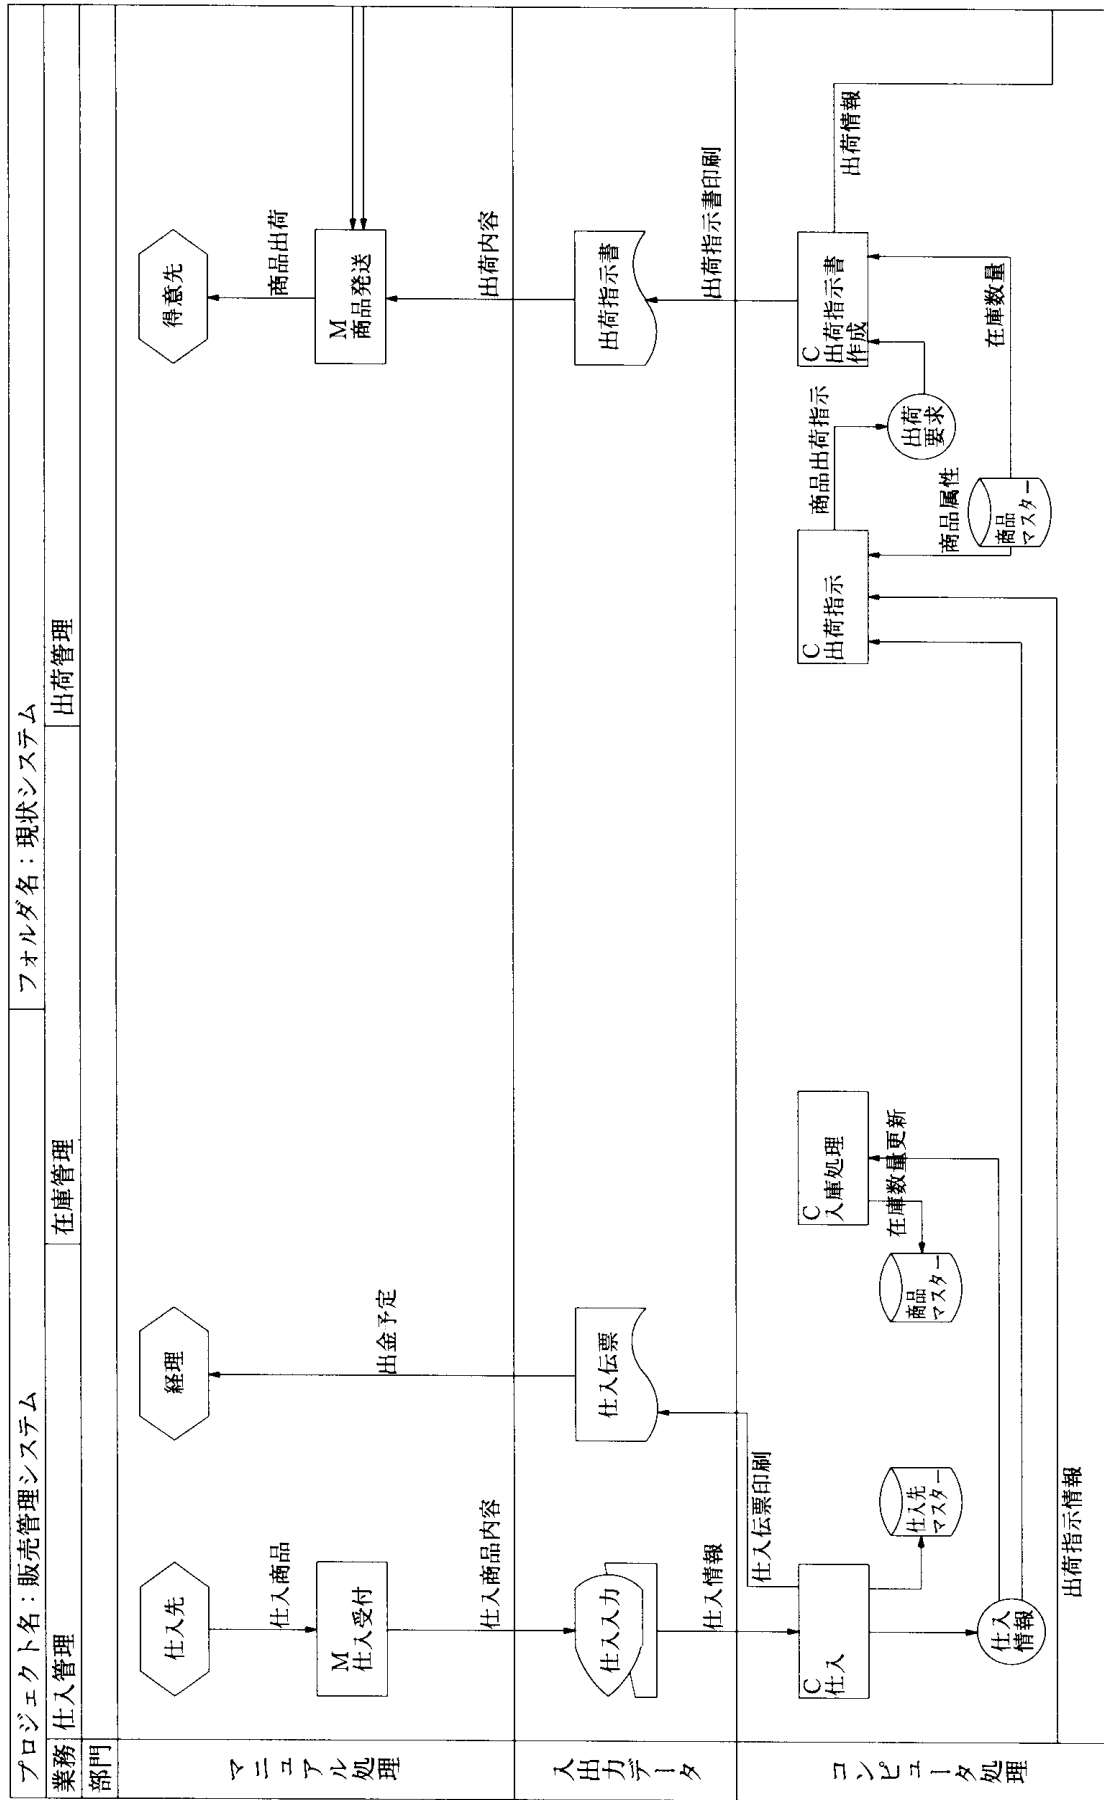 プロジェクト名：販売管理システム
フォルダ名：現状システム
業務
仕入管理
在庫管理
出荷管理
部門
マニュアル
処理
仕入先
経理
得意先
仕入商品
出金予定
商品出荷
M
仕入受付
M
商品発送
仕入商品内容
出荷内容
入出力データ
仕入入力
仕入伝票
出荷指示書
仕入情報
仕入伝票印刷
出荷指示書印刷
コンピュータ
処理
C
仕入
C
入庫処理
C
出荷指示
商品出荷指示
C
出荷指示書
作成
出荷情報
仕入先
マスター
商品
マスター
在庫数量更新
出荷
要求
商品属性
商品
マスター
在庫数量
仕入
情報
出荷指示情報